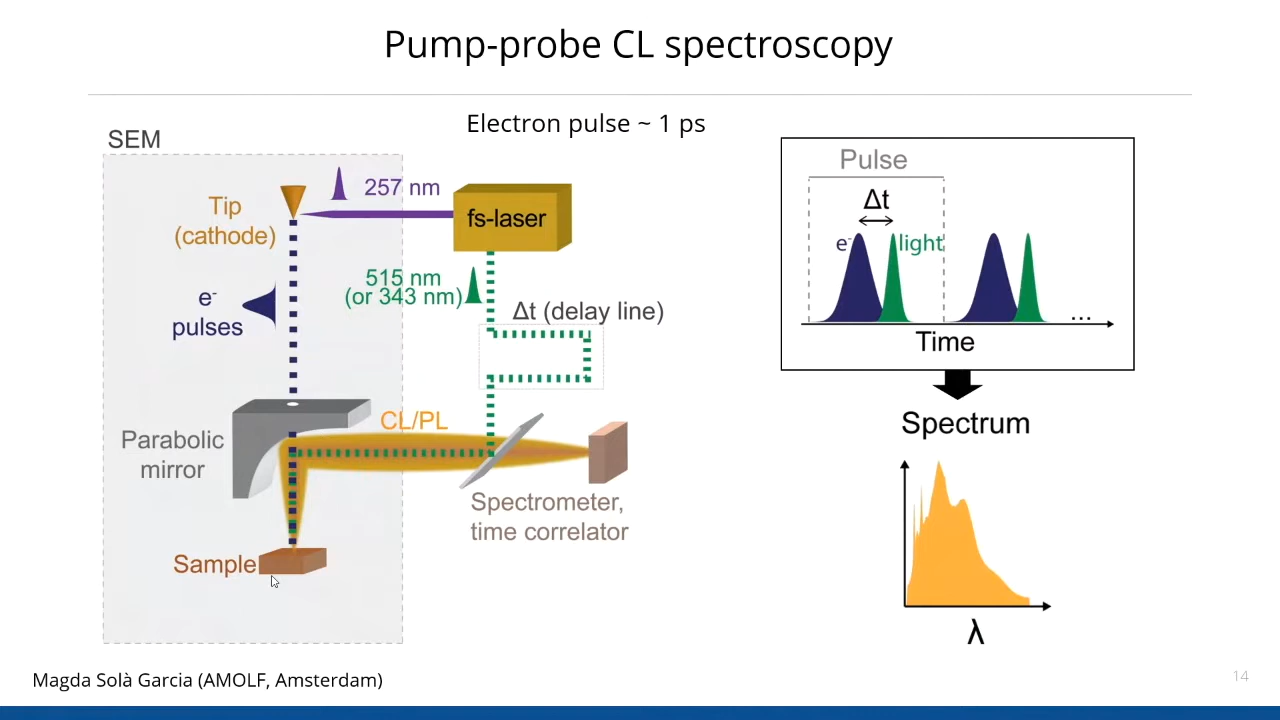 Pump-probe CL spectroscopy
Electron pulse ~ 1 ps
SEM
257 nm
Tip
(cathode)
fs-laser
515 nm
(or 343 nm)
e-
pulses
Δt (delay line)
CL/PL
Parabolic
mirror
Spectrometer,
time correlator
Sample
Pulse
Δt
e-
light
...
Time
Spectrum
λ
Magda Solà Garcia (AMOLF, Amsterdam)
14